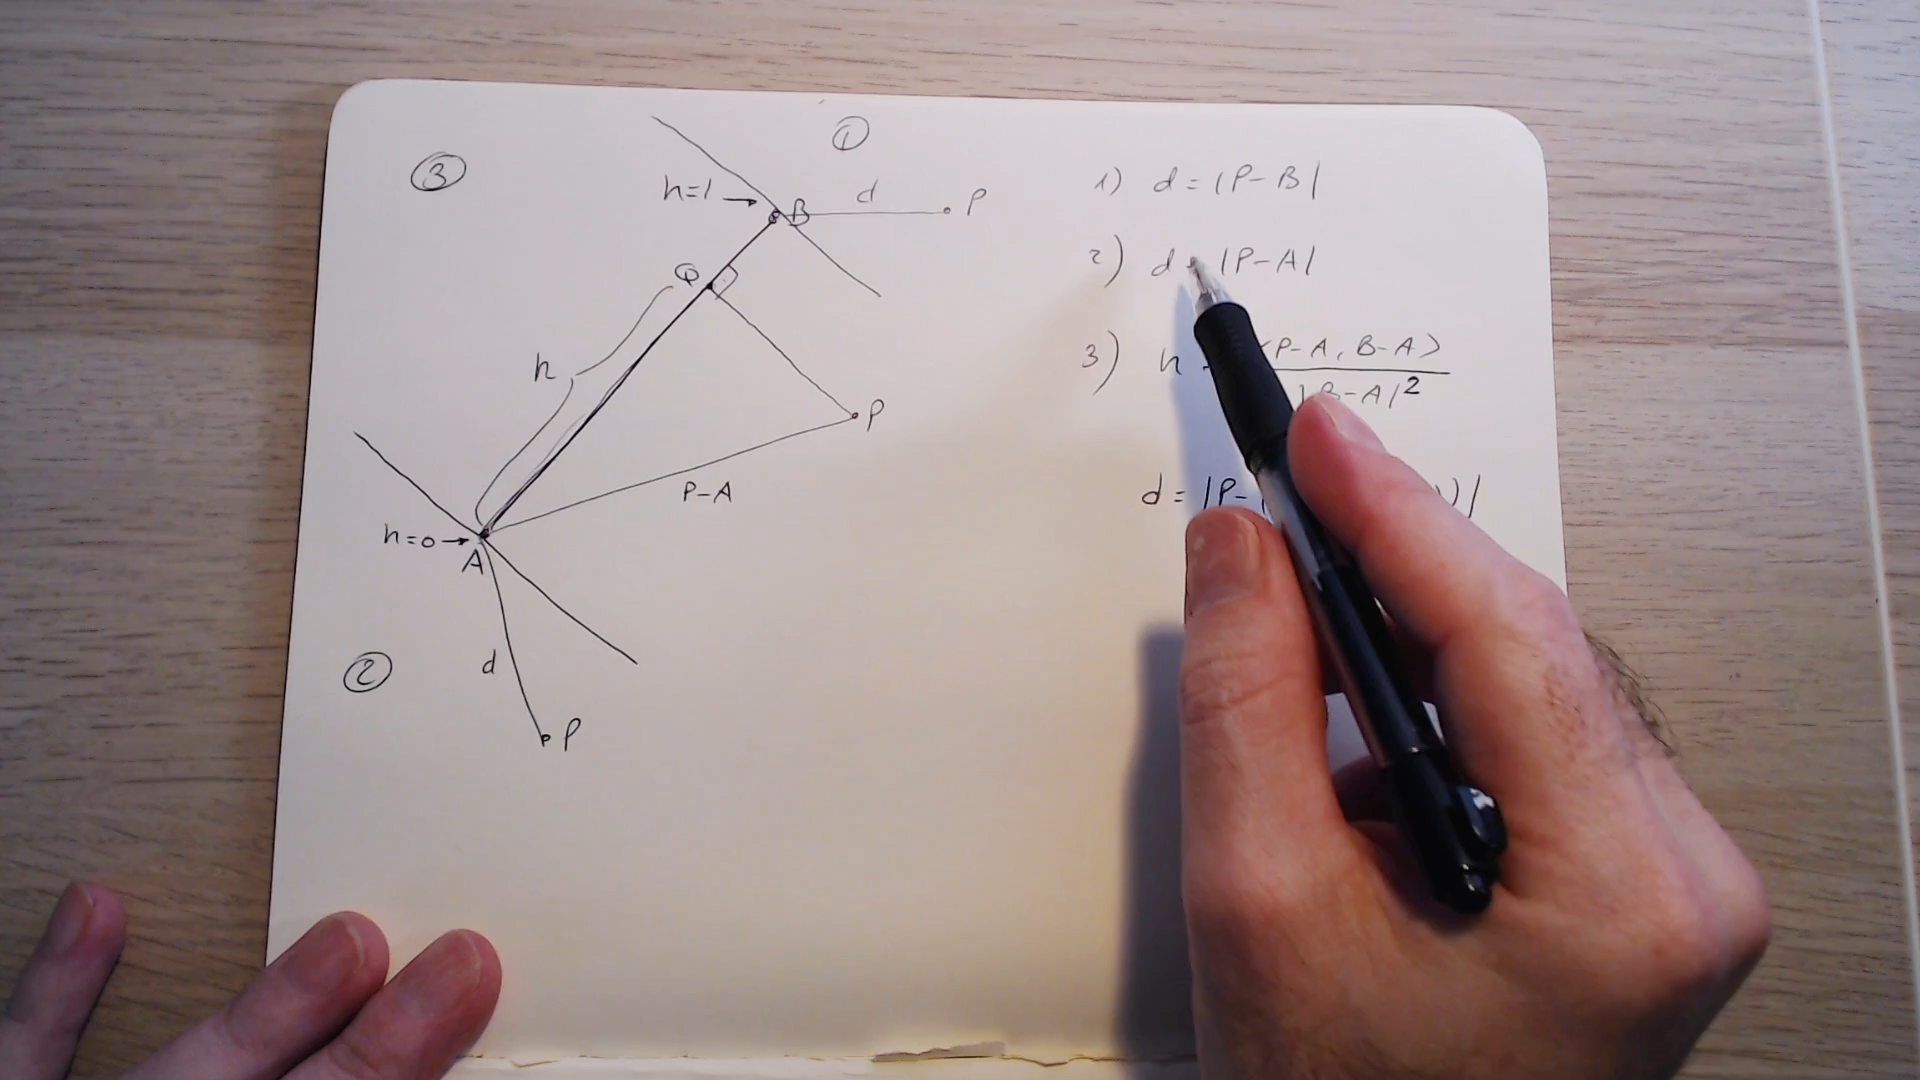 ③
①
h=1 →
B
d
P
Q
h
P
P-A
h=0 →
A
②
d
P
1) d = |P-B|
2) d = |P-A|
3) h = <P-A, B-A>
|B-A|²
d = |P-
)|